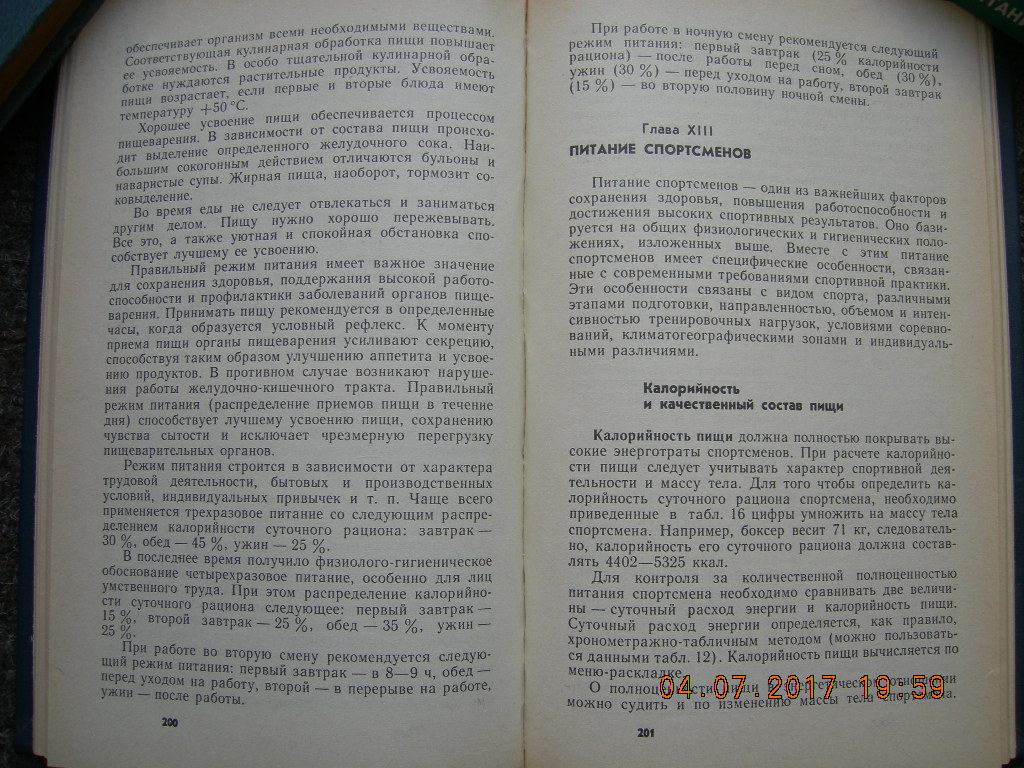 обеспечивает организм всеми необходимыми веществами.
Соответствующая кулинарная обработка пищи повышает
ее усвояемость. В особо тщательной кулинарной обра-
ботке нуждаются растительные продукты. Усвояемость
пищи возрастает, если первые и вторые блюда имеют
температуру +50 °C.
Хорошее усвоение пищи обеспечивается процессом
пищеварения. В зависимости от состава пищи происхо-
дит выделение определенного желудочного сока. Наи-
большим сокогонным действием отличаются бульоны и
наваристые супы. Жирная пища, наоборот, тормозит со-
ковыделение.
Во время еды не следует отвлекаться и заниматься
другим делом. Пищу нужно хорошо пережевывать.
Все это, а также уютная и спокойная обстановка спо-
собствует лучшему ее усвоению.
Правильный режим питания имеет важное значение
для сохранения здоровья, поддержания высокой работо-
способности и профилактики заболеваний органов пище-
варения. Принимать пищу рекомендуется в определенные
часы, когда образуется условный рефлекс. К моменту
приема пищи органы пищеварения усиливают секрецию,
способствуя таким образом улучшению аппетита и усвое-
нию продуктов. В противном случае возникают наруше-
ния работы желудочно-кишечного тракта. Правильный
режим питания (распределение приемов пищи в течение
дня) способствует лучшему усвоению пищи, сохранению
чувства сытости и исключает чрезмерную перегрузку
пищеварительных органов.
Режим питания строится в зависимости от характера
трудовой деятельности, бытовых и производственных
условий, индивидуальных привычек и т. п. Чаще всего
применяется трехразовое питание со следующим распре-
делением калорийности суточного рациона: завтрак —
30 %, обед — 45 %, ужин — 25 %.
В последнее время получило физиолого-гигиеническое
обоснование четырехразовое питание, особенно для лиц
умственного труда. При этом распределение калорийно-
сти суточного рациона следующее: первый завтрак —
15 %, второй завтрак — 25 %, обед — 35 %, ужин —
25 %.
При работе во вторую смену рекомендуется следую-
щий режим питания: первый завтрак — в 8—9 ч, обед —
перед уходом на работу, второй — в перерыве на работе,
ужин — после работы.
200
При работе в ночную смену рекомендуется следующий
режим питания: первый завтрак (25 % калорийности
рациона) — после работы перед сном, обед (30 %),
ужин (30 %) — перед уходом на работу, второй завтрак
(15 %) — во вторую половину ночной смены.
Глава XIII
ПИТАНИЕ СПОРТСМЕНОВ
Питание спортсменов — один из важнейших факторов
сохранения здоровья, повышения работоспособности и
достижения высоких спортивных результатов. Оно бази-
руется на общих физиологических и гигиенических поло-
жениях, изложенных выше. Вместе с этим питание
спортсменов имеет специфические особенности, связан-
ные с современными требованиями спортивной практики.
Эти особенности связаны с видом спорта, различными
этапами подготовки, направленностью, объемом и интен-
сивностью тренировочных нагрузок, условиями соревно-
ваний, климатогеографическими зонами и индивидуаль-
ными различиями.
Калорийность
и качественный состав пищи
Калорийность пищи должна полностью покрывать вы-
сокие энерготраты спортсменов. При расчете калорийно-
сти пищи следует учитывать характер спортивной дея-
тельности и массу тела. Для того чтобы определить ка-
лорийность суточного рациона спортсмена, необходимо
приведенные в табл. 16 цифры умножить на массу тела
спортсмена. Например, боксер весит 71 кг, следователь-
но, калорийность его суточного рациона должна состав-
лять 4402—5325 ккал.
Для контроля за количественной полноценностью
питания спортсмена необходимо сравнивать две величи-
ны — суточный расход энергии и калорийность пищи.
Суточный расход энергии определяется, как правило,
хронометражно-табличным методом (можно пользовать-
ся данными табл. 12). Калорийность пищи вычисляется по
меню-раскладке.
О полноценности пищи в энергетическом отношении
можно судить и по изменению массы тела спортсмена.
201
04.07.2017 19:59